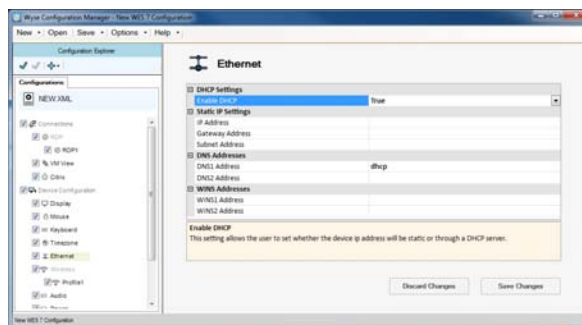 Wyse Configuration Manager - New WES 7 Configuration
New Open Save Options Help
Configuration Explorer
Configurations
NEW.XML
Connections
RDP
RDP1
VM View
Citrix
Device Configuration
Display
Mouse
Keyboard
Timezone
Ethernet
Wireless
Profile1
Audio
Ethernet
DHCP Settings
Enable DHCP True
Static IP Settings
IP Address
Gateway Address
Subnet Address
DNS Addresses
DNS1 Address dhcp
DNS2 Address
WINS Addresses
WINS1 Address
WINS2 Address
Enable DHCP
This setting allows the user to set whether the device ip address will be static or through a DHCP server.
Discard Changes Save Changes
New WES 7 Configuration